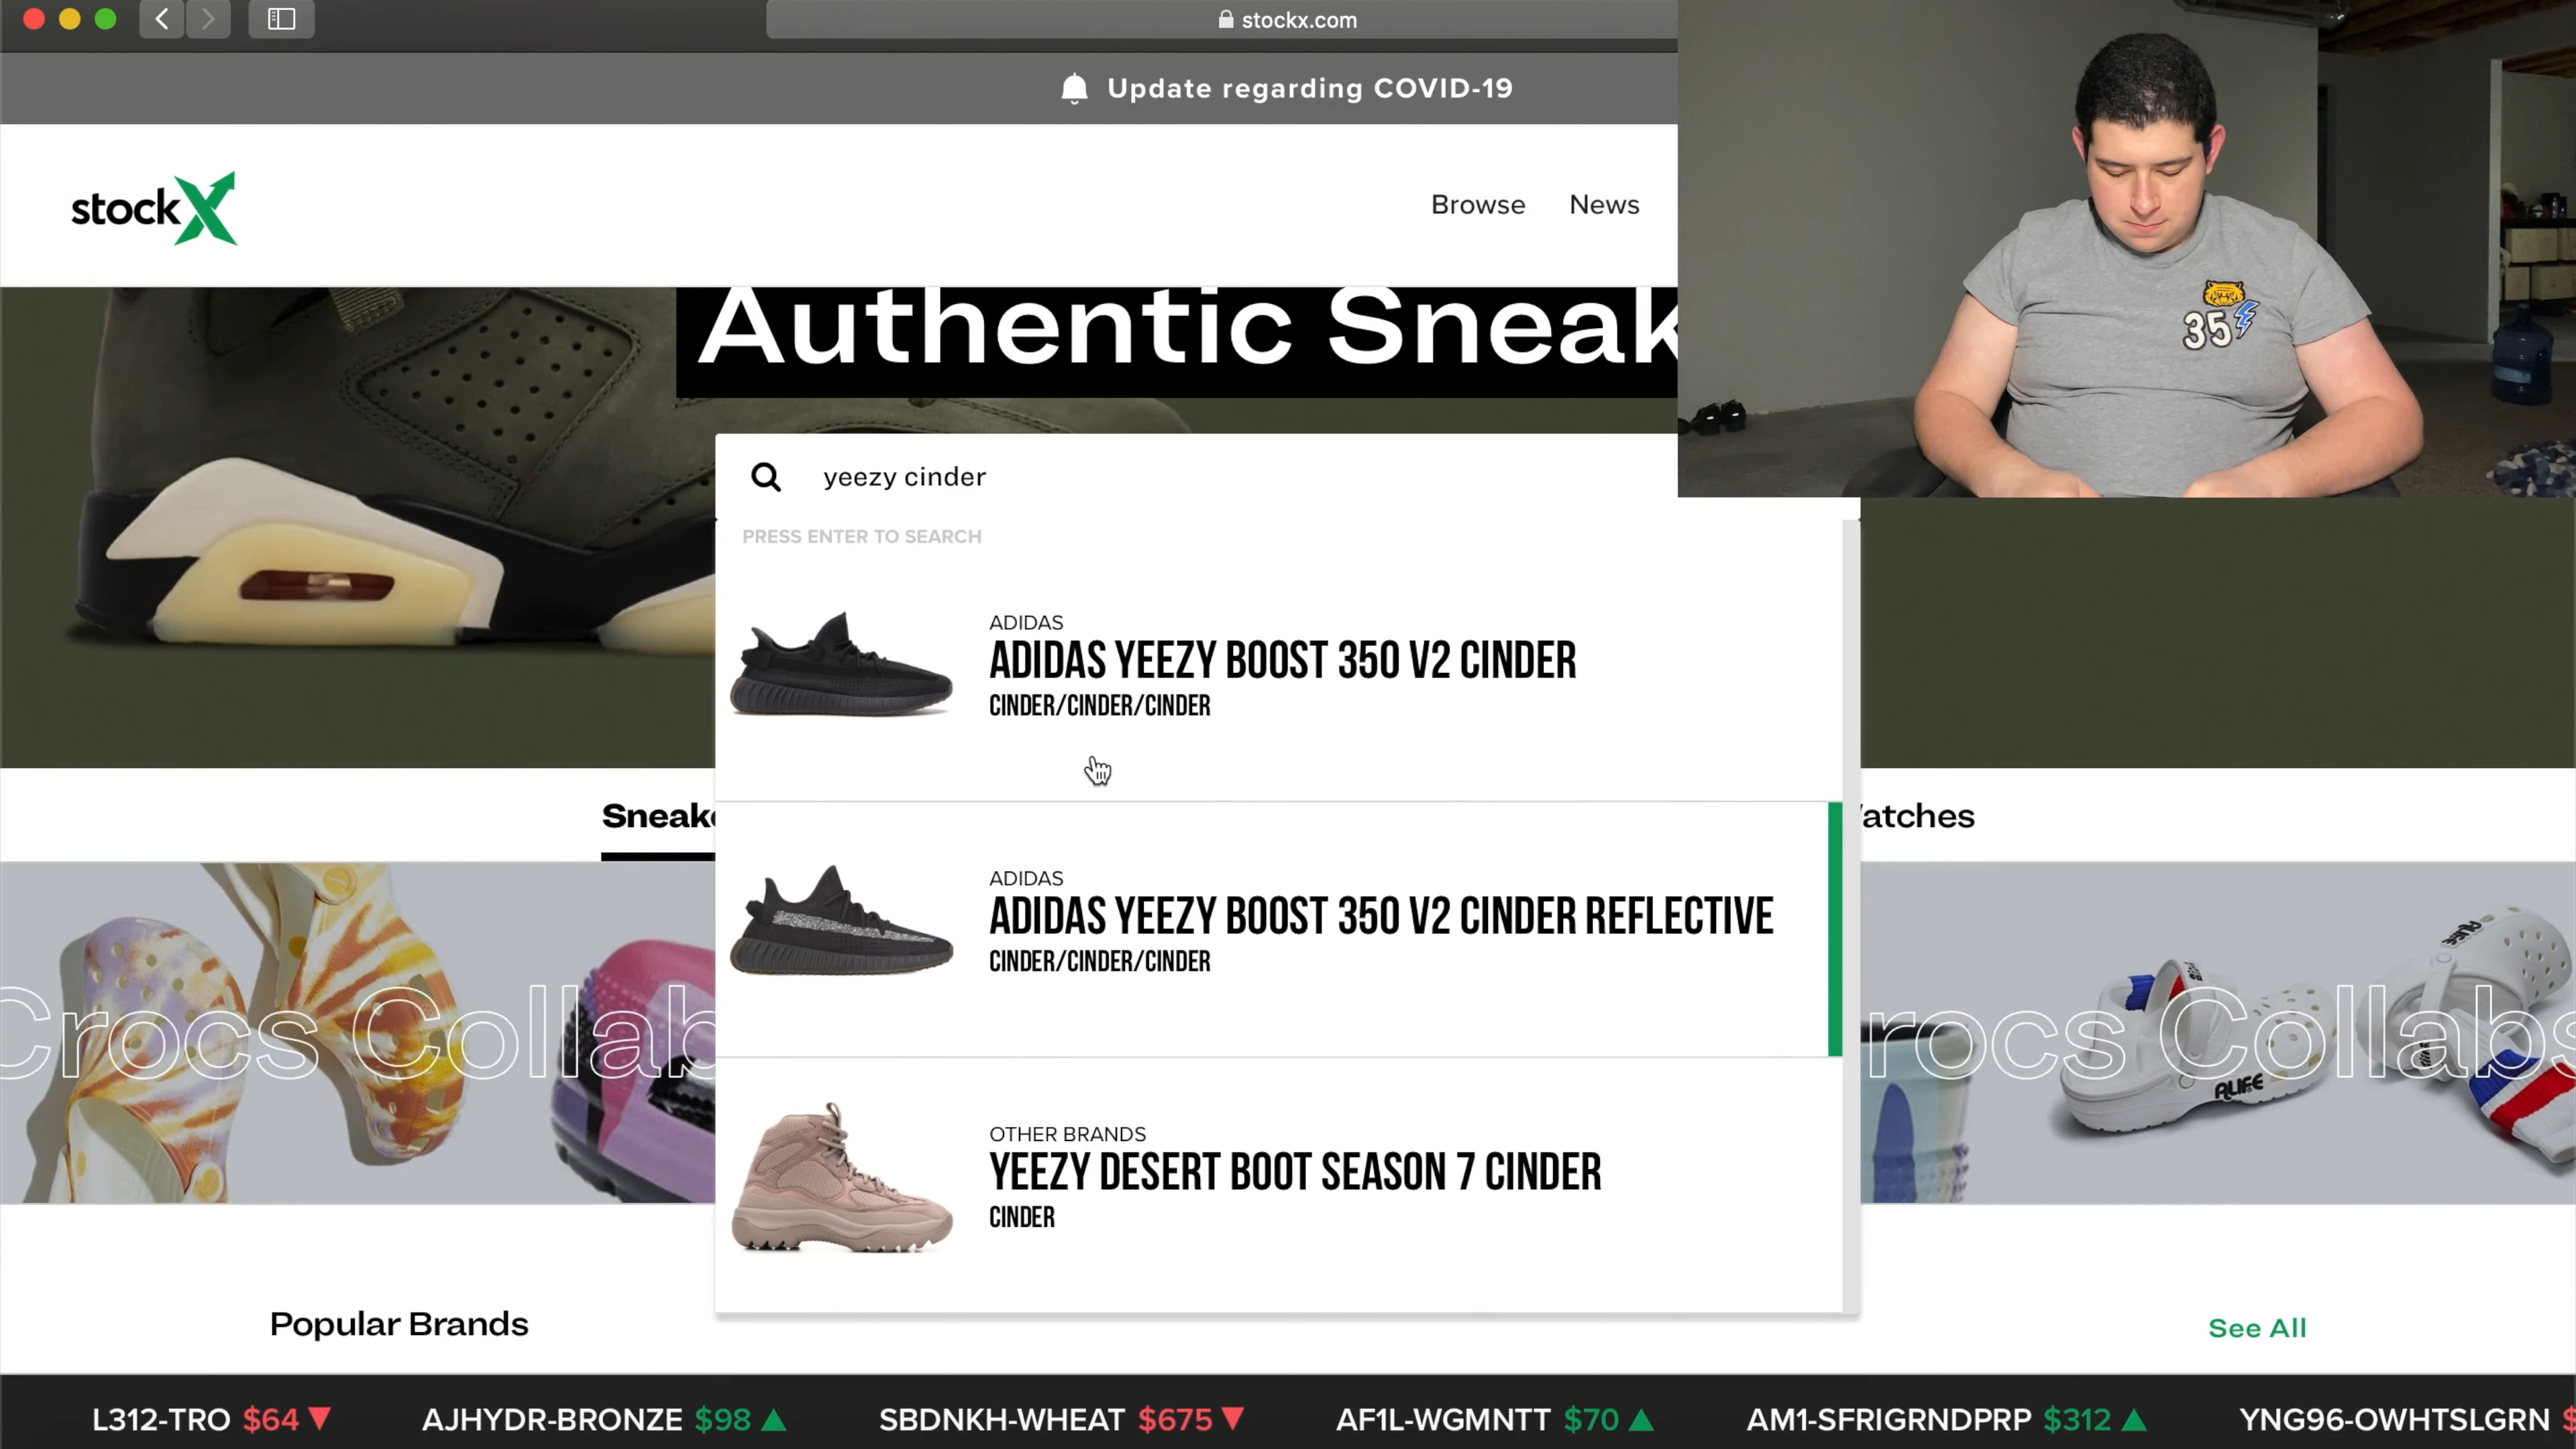 stockx.com
Update regarding COVID-19
stockX
Browse News
Authentic Sneak
35
yeezy cinder
PRESS ENTER TO SEARCH
ADIDAS
ADIDAS YEEZY BOOST 350 V2 CINDER
CINDER/CINDER/CINDER
Sneak
atches
ADIDAS
ADIDAS YEEZY BOOST 350 V2 CINDER REFLECTIVE
CINDER/CINDER/CINDER
Crocs Collab
rocs Collabs
ALIFE
ALIFE
OTHER BRANDS
YEEZY DESERT BOOT SEASON 7 CINDER
CINDER
Popular Brands
See All
L312-TRO $64 ▼ AJHYDR-BRONZE $98 ▲ SBDNKH-WHEAT $675 ▼ AF1L-WGMNTT $70 ▲ AM1-SFRIGRNDPRP $312 ▲ YNG96-OWHTSLGRN $